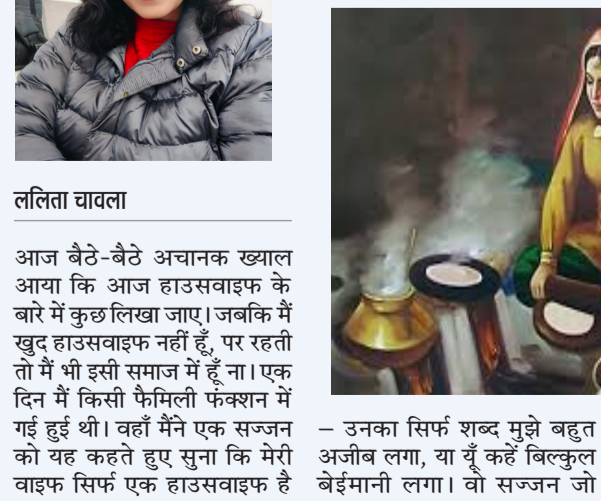 ललिता चावला
आज बैठे-बैठे अचानक ख्याल
आया कि आज हाउसवाइफ के
बारे में कुछ लिखा जाए। जबकि मैं
खुद हाउसवाइफ नहीं हूँ, पर रहती
तो मैं भी इसी समाज में हूँ ना। एक
दिन मैं किसी फैमिली फंक्शन में
गई हुई थी। वहाँ मैंने एक सज्जन
को यह कहते हुए सुना कि मेरी
वाइफ सिर्फ एक हाउसवाइफ है
– उनका सिर्फ शब्द मुझे बहुत
अजीब लगा, या यूँ कहें बिल्कुल
बेईमानी लगा। वो सज्जन जो